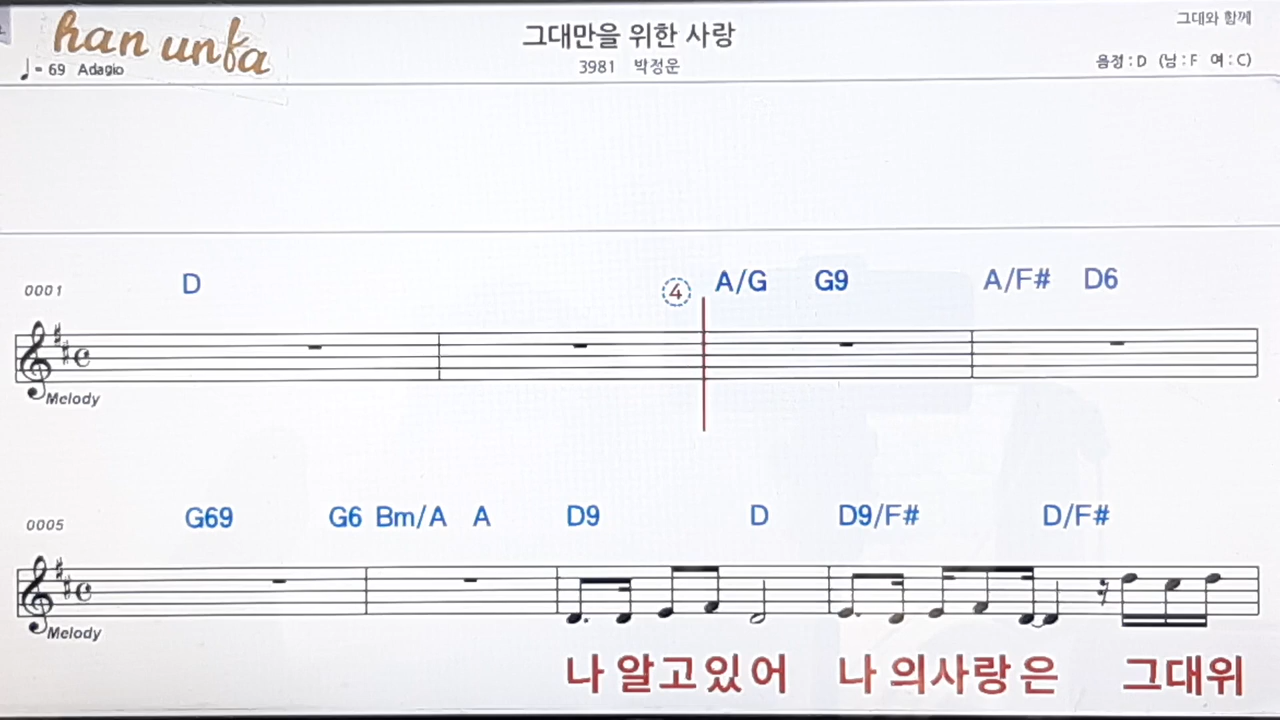 han unfa
그대만을 위한 사랑
그대와 함께
♩= 69 Adagio
3981 박정운
음정 : D (남 : F 여 : C)
0001 D ④ A/G G9 A/F# D6
Melody
0005 G69 G6 Bm/A A D9 D D9/F# D/F#
Melody
나 알고있어 나 의사랑은 그대위